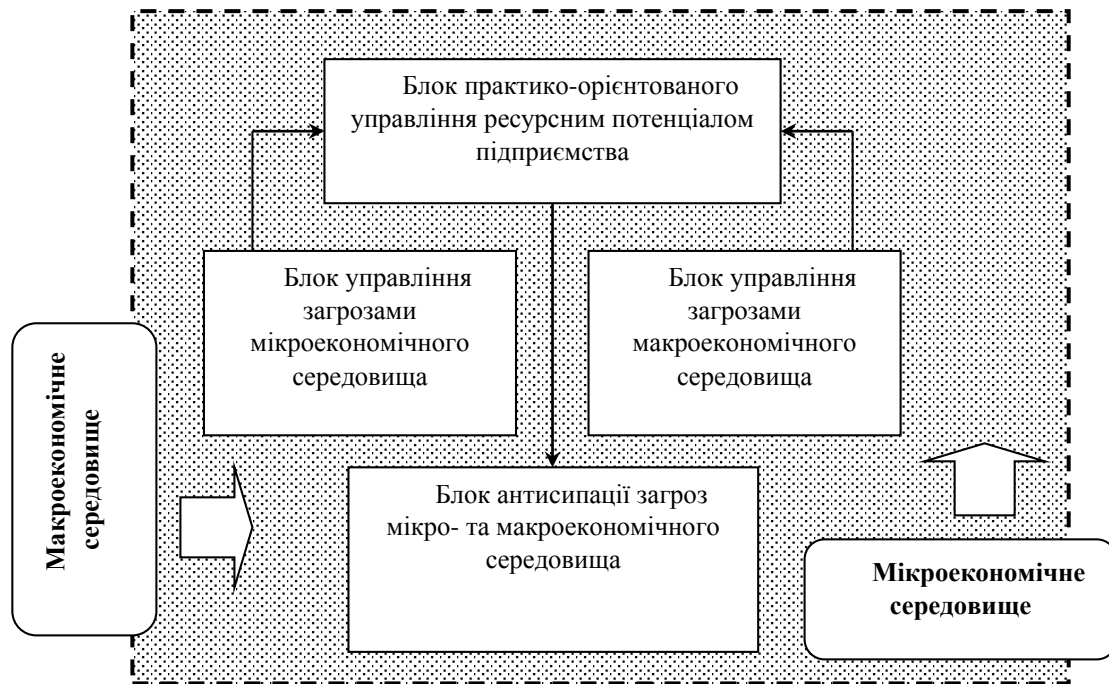 Блок практико-орієнтованого
управління ресурсним потенціалом
підприємства
Блок управління
загрозами
мікроекономічного
середовища
Блок управління
загрозами
макроекономічного
середовища
Макроекономічне
середовище
Блок антисипації загроз
мікро- та макроекономічного
середовища
Мікроекономічне
середовище